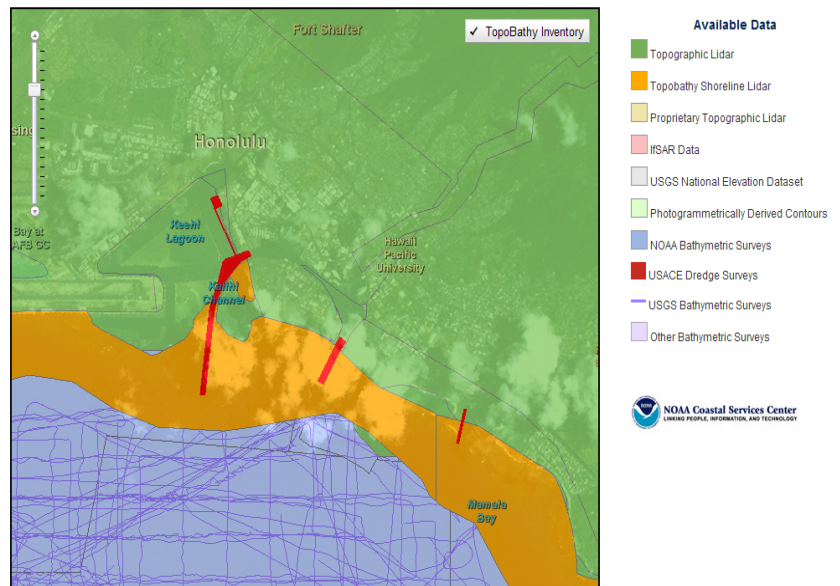 Fort Shafter
✓ TopoBathy Inventory
sing
Honolulu
Keehi
Lagoon
Bay at
AFB GC
Hawaii
Pacific
University
Kalihi
Channel
Mamala
Bay
Available Data
Topographic Lidar
Topobathy Shoreline Lidar
Proprietary Topographic Lidar
IfSAR Data
USGS National Elevation Dataset
Photogrammetrically Derived Contours
NOAA Bathymetric Surveys
USACE Dredge Surveys
USGS Bathymetric Surveys
Other Bathymetric Surveys
NOAA Coastal Services Center
LINKING PEOPLE, INFORMATION, AND TECHNOLOGY